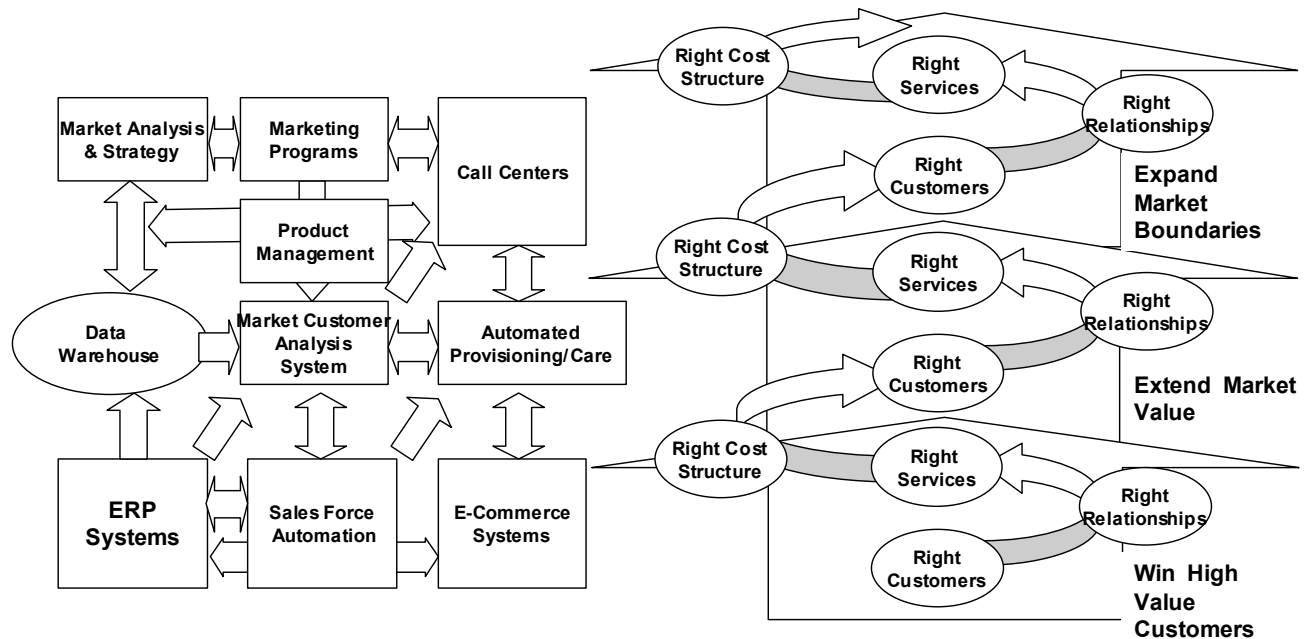 Market Analysis
& Strategy
Marketing
Programs
Call Centers
Product
Management
Data
Warehouse
Market Customer
Analysis
System
Automated
Provisioning/Care
ERP
Systems
Sales Force
Automation
E-Commerce
Systems
Right Cost
Structure
Right
Services
Right
Relationships
Right
Customers
Expand
Market
Boundaries
Right Cost
Structure
Right
Services
Right
Relationships
Right
Customers
Extend Market
Value
Right Cost
Structure
Right
Services
Right
Relationships
Right
Customers
Win High
Value
Customers